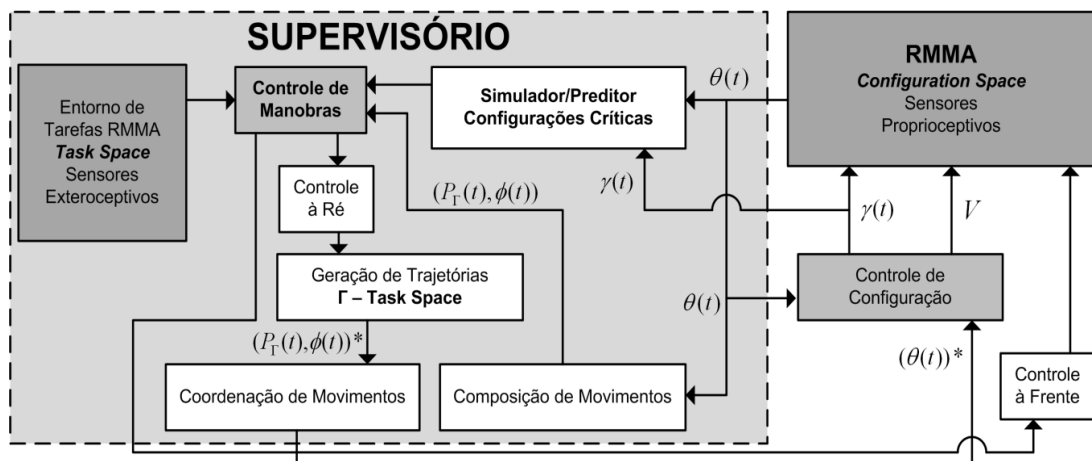 SUPERVISÓRIO
Entorno de
Tarefas RMMA
Task Space
Sensores
Exteroceptivos
Controle de
Manobras
Simulador/Preditor
Configurações Críticas
θ(t)
RMMA
Configuration Space
Sensores
Proprioceptivos
Controle
à Ré
(P_Γ(t),ϕ(t))
γ(t)
γ(t)
V
Geração de Trajetórias
Γ – Task Space
θ(t)
Controle de
Configuração
(P_Γ(t),ϕ(t))*
(θ(t))*
Coordenação de Movimentos
Composição de Movimentos
Controle
à Frente